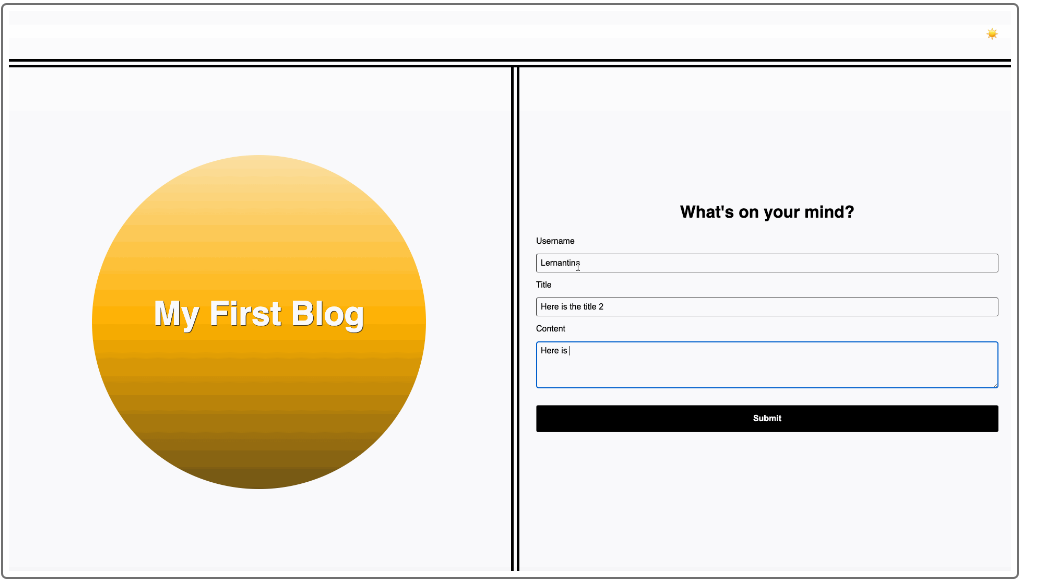 My First Blog
What's on your mind?
Username
Lemantina
Title
Here is the title 2
Content
Here is
Submit